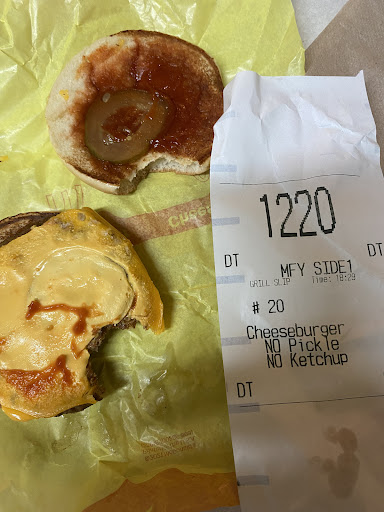 1220
DT DT
MFY SIDE1
GRILL SLIP Time: 18:29
# 20
Cheeseburger
NO Pickle
NO Ketchup
DT